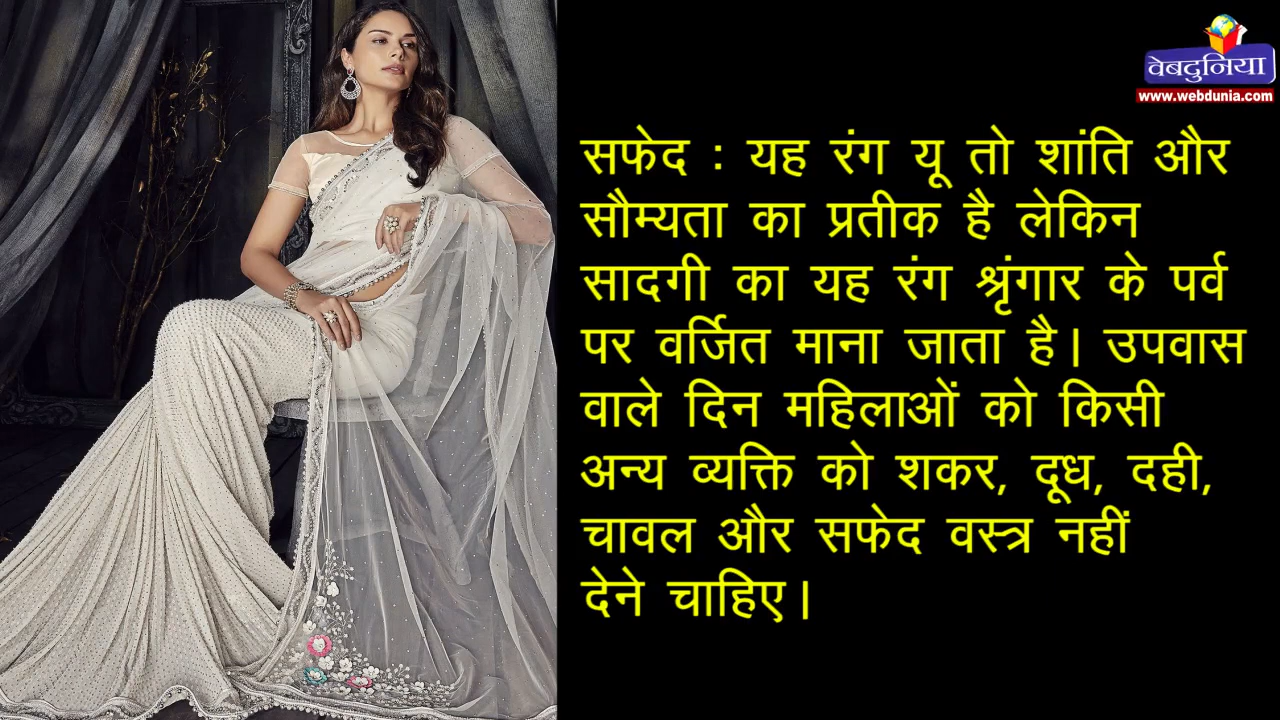 वेबदुनिया
www.webdunia.com
सफेद : यह रंग यू तो शांति और
सौम्यता का प्रतीक है लेकिन
सादगी का यह रंग श्रृंगार के पर्व
पर वर्जित माना जाता है। उपवास
वाले दिन महिलाओं को किसी
अन्य व्यक्ति को शकर, दूध, दही,
चावल और सफेद वस्त्र नहीं
देने चाहिए।